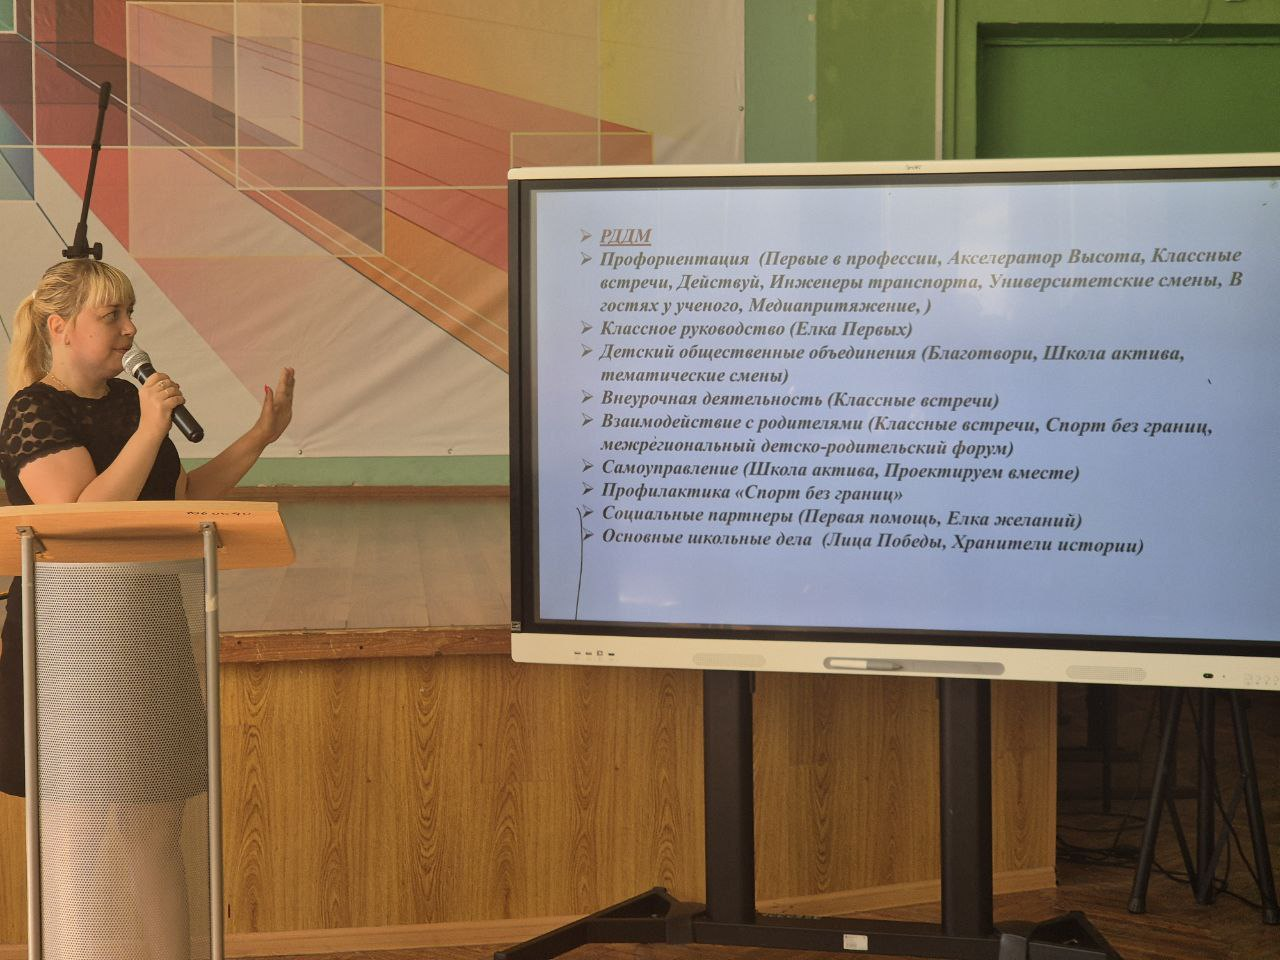 РДДМ
Профориентация (Первые в профессии, Акселератор Высота, Классные
встречи, Действуй, Инженеры транспорта, Университетские смены, В
гостях у ученого, Медиапритяжение, )
Классное руководство (Елка Первых)
Детский общественные объединения (Благотвори, Школа актива,
тематические смены)
Внеурочная деятельность (Классные встречи)
Взаимодействие с родителями (Классные встречи, Спорт без границ,
межрегиональный детско-родительский форум)
Самоуправление (Школа актива, Проектируем вместе)
Профилактика «Спорт без границ»
Социальные партнеры (Первая помощь, Елка желаний)
Основные школьные дела (Лица Победы, Хранители истории)